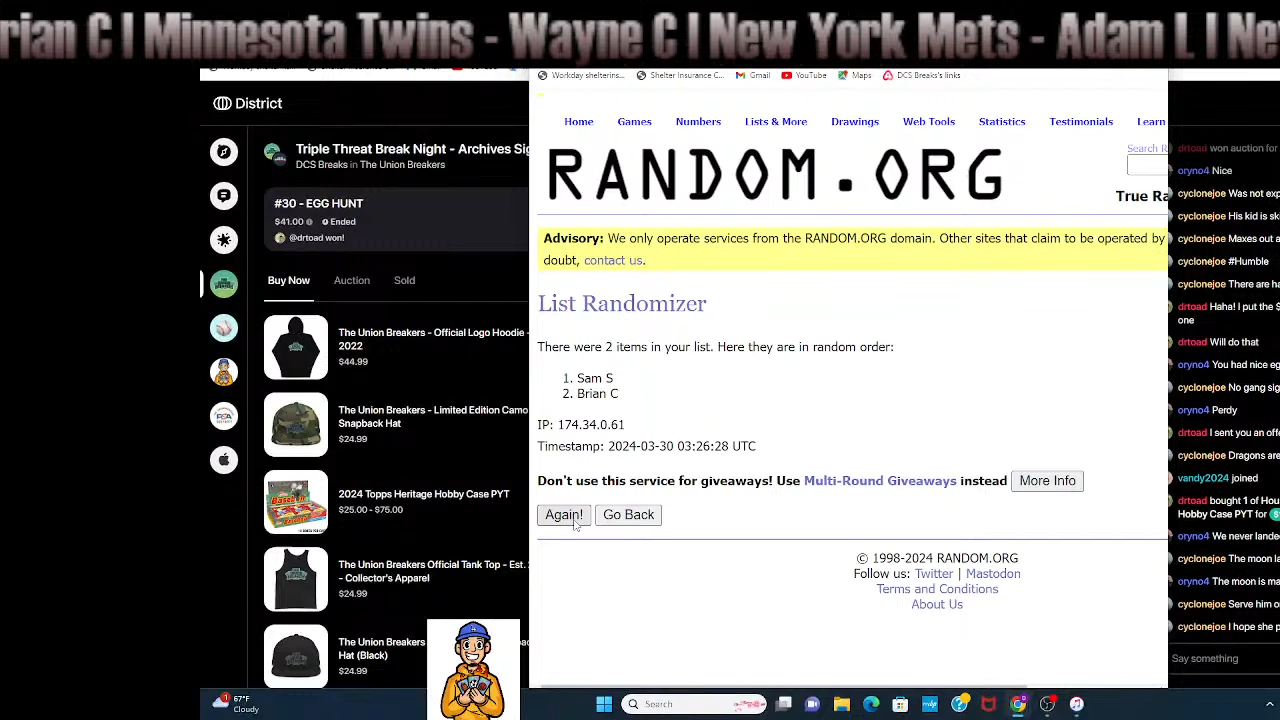 rian C | Minnesota Twins - Wayne C | New York Mets - Adam L | Ne
Workday shelterins...
Shelter Insurance C...
Gmail
YouTube
Maps
DCS Breaks's links
District
Triple Threat Break Night - Archives Sig
DCS Breaks in The Union Breakers
#30 - EGG HUNT
$41.00
Ended
@drtoad won!
Buy Now
Auction
Sold
The Union Breakers - Official Logo Hoodie -
2022
$44.99
The Union Breakers - Limited Edition Camo
Snapback Hat
$24.99
2024 Topps Heritage Hobby Case PYT
$25.00 - $75.00
The Union Breakers Official Tank Top - Est.
- Collector's Apparel
$24.99
The Union Breakers
Hat (Black)
$24.99
Home
Games
Numbers
Lists & More
Drawings
Web Tools
Statistics
Testimonials
Learn
RANDOM.ORG
Search R
True Ra
Advisory: We only operate services from the RANDOM.ORG domain. Other sites that claim to be operated by
doubt, contact us.
List Randomizer
There were 2 items in your list. Here they are in random order:
1. Sam S
2. Brian C
IP: 174.34.0.61
Timestamp: 2024-03-30 03:26:28 UTC
Don't use this service for giveaways! Use Multi-Round Giveaways instead
More Info
Again!
Go Back
© 1998-2024 RANDOM.ORG
Follow us: Twitter | Mastodon
Terms and Conditions
About Us
drtoad won auction for
oryno4 Nice
cyclonejoe Was not exp
cyclonejoe His kid is sk
cyclonejoe Maxes out a
cyclonejoe #Humble
cyclonejoe There are ha
drtoad Haha! I put the $
one
drtoad Will do that
oryno4 You had nice eg
cyclonejoe No gang sig
oryno4 Perdy
drtoad I sent you an offe
cyclonejoe Dragons are
vandy2024 joined
drtoad bought 1 of Hou
Hobby Case PYT for
oryno4 We never lande
cyclonejoe The moon la
oryno4 The moon is ma
cyclonejoe Serve him o
cyclonejoe I hope she p
Say something
1
67°F
Cloudy
Search